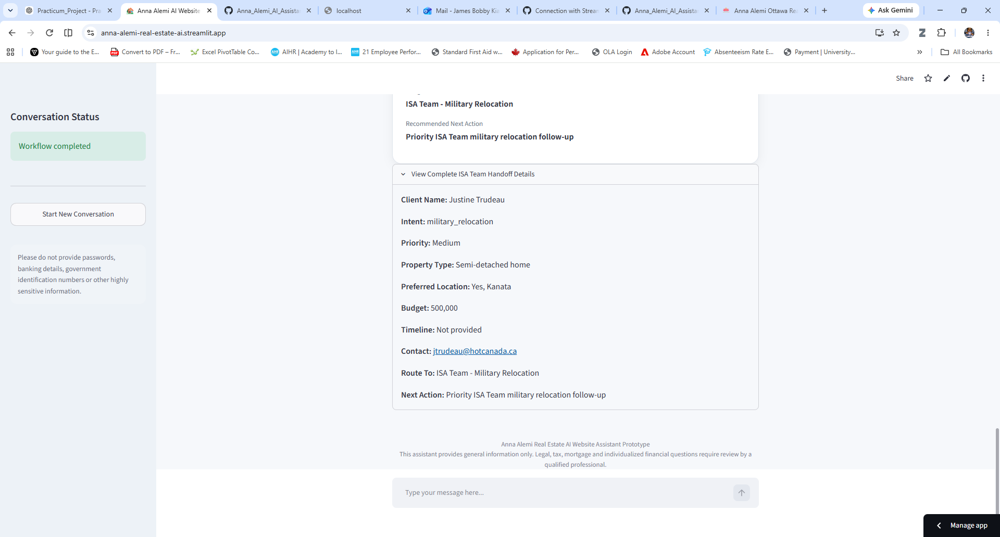 Practicum_Project - Pra
Anna Alemi AI Website
Anna_Alemi_AI_Assista
localhost
Mail - James Bobby Kia
Connection with Stream
Anna_Alemi_AI_Assista
Anna Alemi Ottawa Rea
Ask Gemini
anna-alemi-real-estate-ai.streamlit.app
Your guide to the E...
Convert to PDF – Fr...
Excel PivotTable Co...
AIHR | Academy to I...
21 Employee Perfor...
Standard First Aid w...
Application for Per...
OLA Login
Adobe Account
Absenteeism Rate E...
Payment | University...
All Bookmarks
Share
Conversation Status
Workflow completed
Start New Conversation
Please do not provide passwords,
banking details, government
identification numbers or other highly
sensitive information.
ISA Team - Military Relocation
Recommended Next Action
Priority ISA Team military relocation follow-up
View Complete ISA Team Handoff Details
Client Name: Justine Trudeau
Intent: military_relocation
Priority: Medium
Property Type: Semi-detached home
Preferred Location: Yes, Kanata
Budget: 500,000
Timeline: Not provided
Contact: jtrudeau@hotcanada.ca
Route To: ISA Team - Military Relocation
Next Action: Priority ISA Team military relocation follow-up
Anna Alemi Real Estate AI Website Assistant Prototype
This assistant provides general information only. Legal, tax, mortgage and individualized financial questions require review by a
qualified professional.
Type your message here...
Manage app